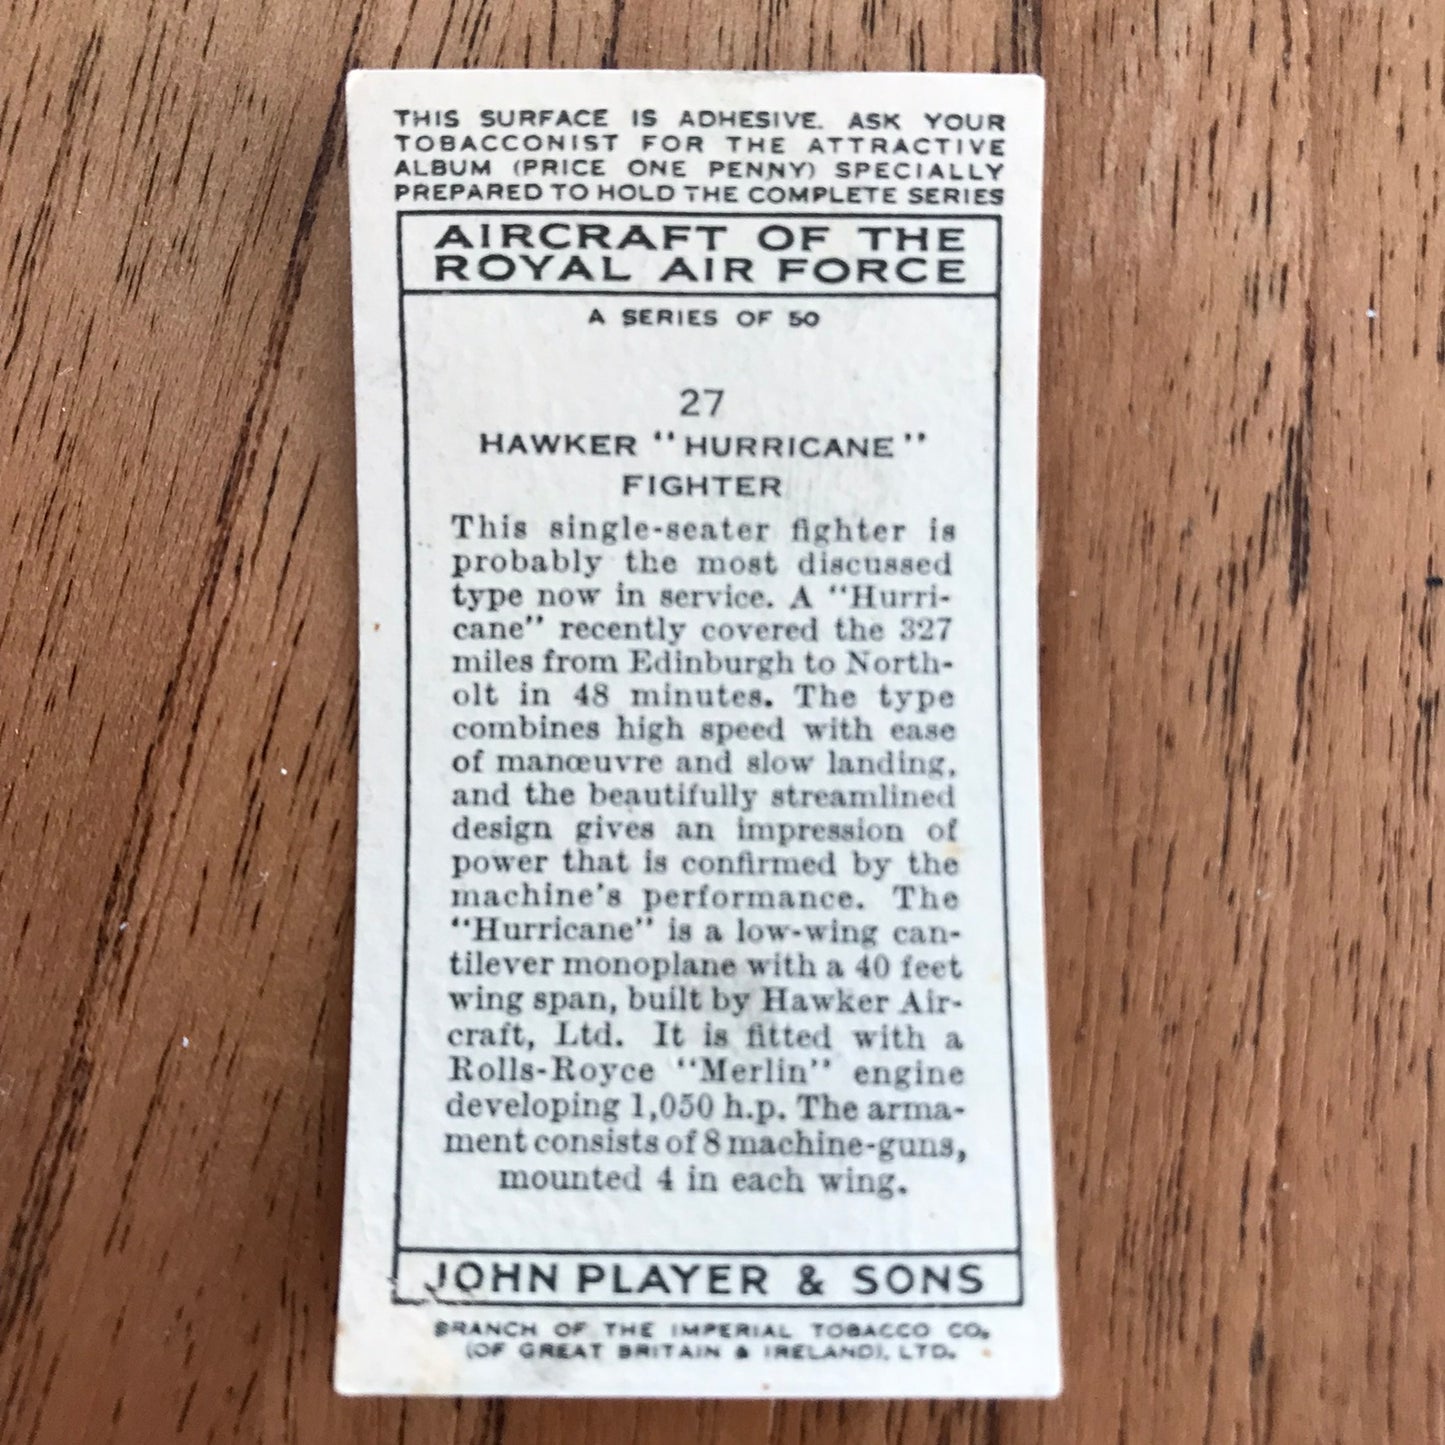 THIS SURFACE IS ADHESIVE. ASK YOUR
TOBACCONIST FOR THE ATTRACTIVE
ALBUM (PRICE ONE PENNY) SPECIALLY
PREPARED TO HOLD THE COMPLETE SERIES
AIRCRAFT OF THE
ROYAL AIR FORCE
A SERIES OF 50
27
HAWKER "HURRICANE"
FIGHTER
This single-seater fighter is
probably the most discussed
type now in service. A "Hurri-
cane" recently covered the 327
miles from Edinburgh to North-
olt in 48 minutes. The type
combines high speed with ease
of manœuvre and slow landing,
and the beautifully streamlined
design gives an impression of
power that is confirmed by the
machine's performance. The
"Hurricane" is a low-wing can-
tilever monoplane with a 40 feet
wing span, built by Hawker Air-
craft, Ltd. It is fitted with a
Rolls-Royce "Merlin" engine
developing 1,050 h.p. The arma-
ment consists of 8 machine-guns,
mounted 4 in each wing.
JOHN PLAYER & SONS
BRANCH OF THE IMPERIAL TOBACCO CO.
(OF GREAT BRITAIN & IRELAND), LTD.